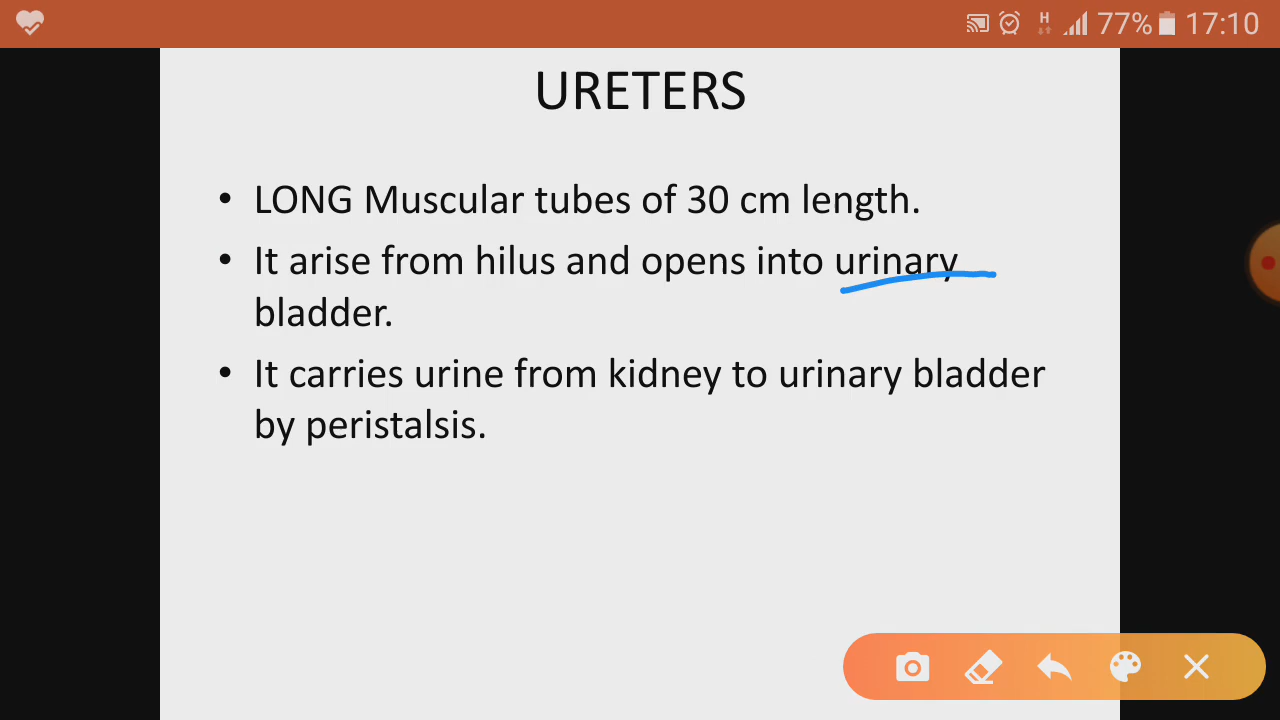 H 77% 17:10
URETERS
• LONG Muscular tubes of 30 cm length.
• It arise from hilus and opens into urinary
bladder.
• It carries urine from kidney to urinary bladder
by peristalsis.